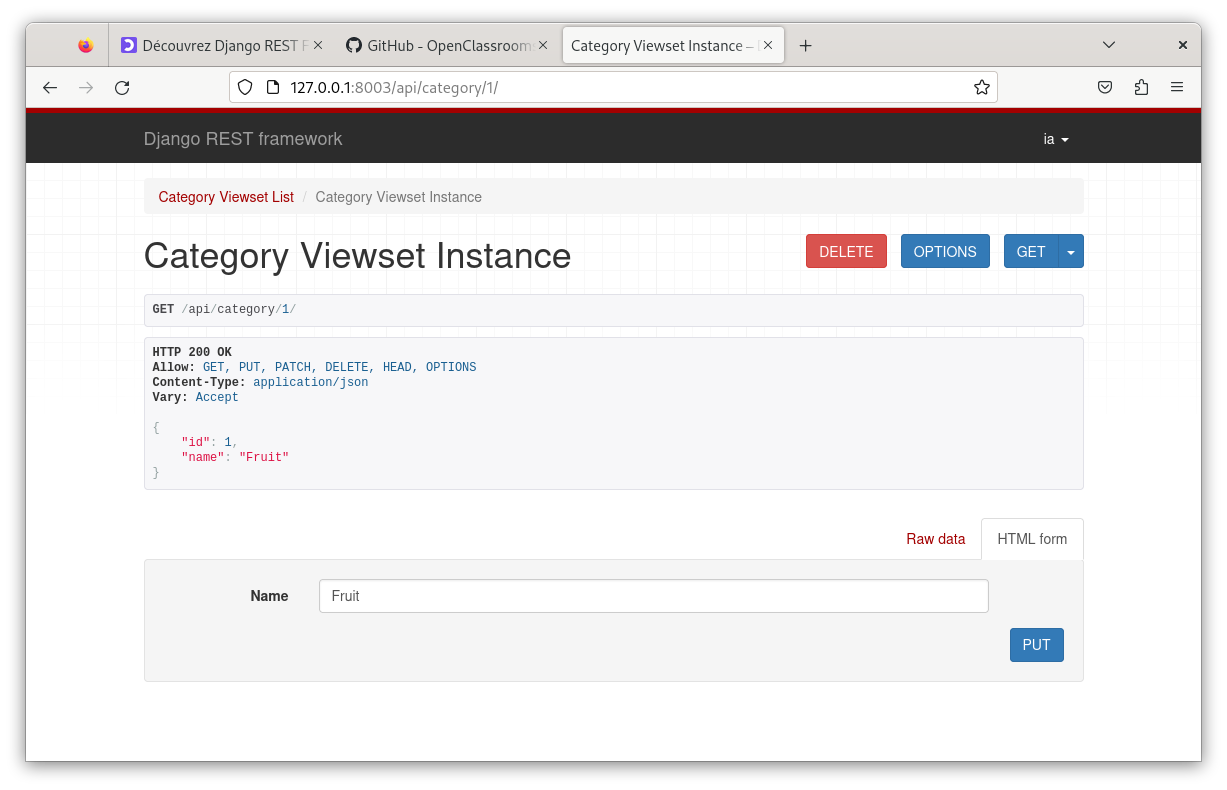 Découvrez Django REST F
GitHub - OpenClassroom
Category Viewset Instance –
127.0.0.1:8003/api/category/1/
Django REST framework
ia
Category Viewset List / Category Viewset Instance
Category Viewset Instance
DELETE
OPTIONS
GET
GET /api/category/1/
HTTP 200 OK
Allow: GET, PUT, PATCH, DELETE, HEAD, OPTIONS
Content-Type: application/json
Vary: Accept
{
"id": 1,
"name": "Fruit"
}
Raw data
HTML form
Name
Fruit
PUT